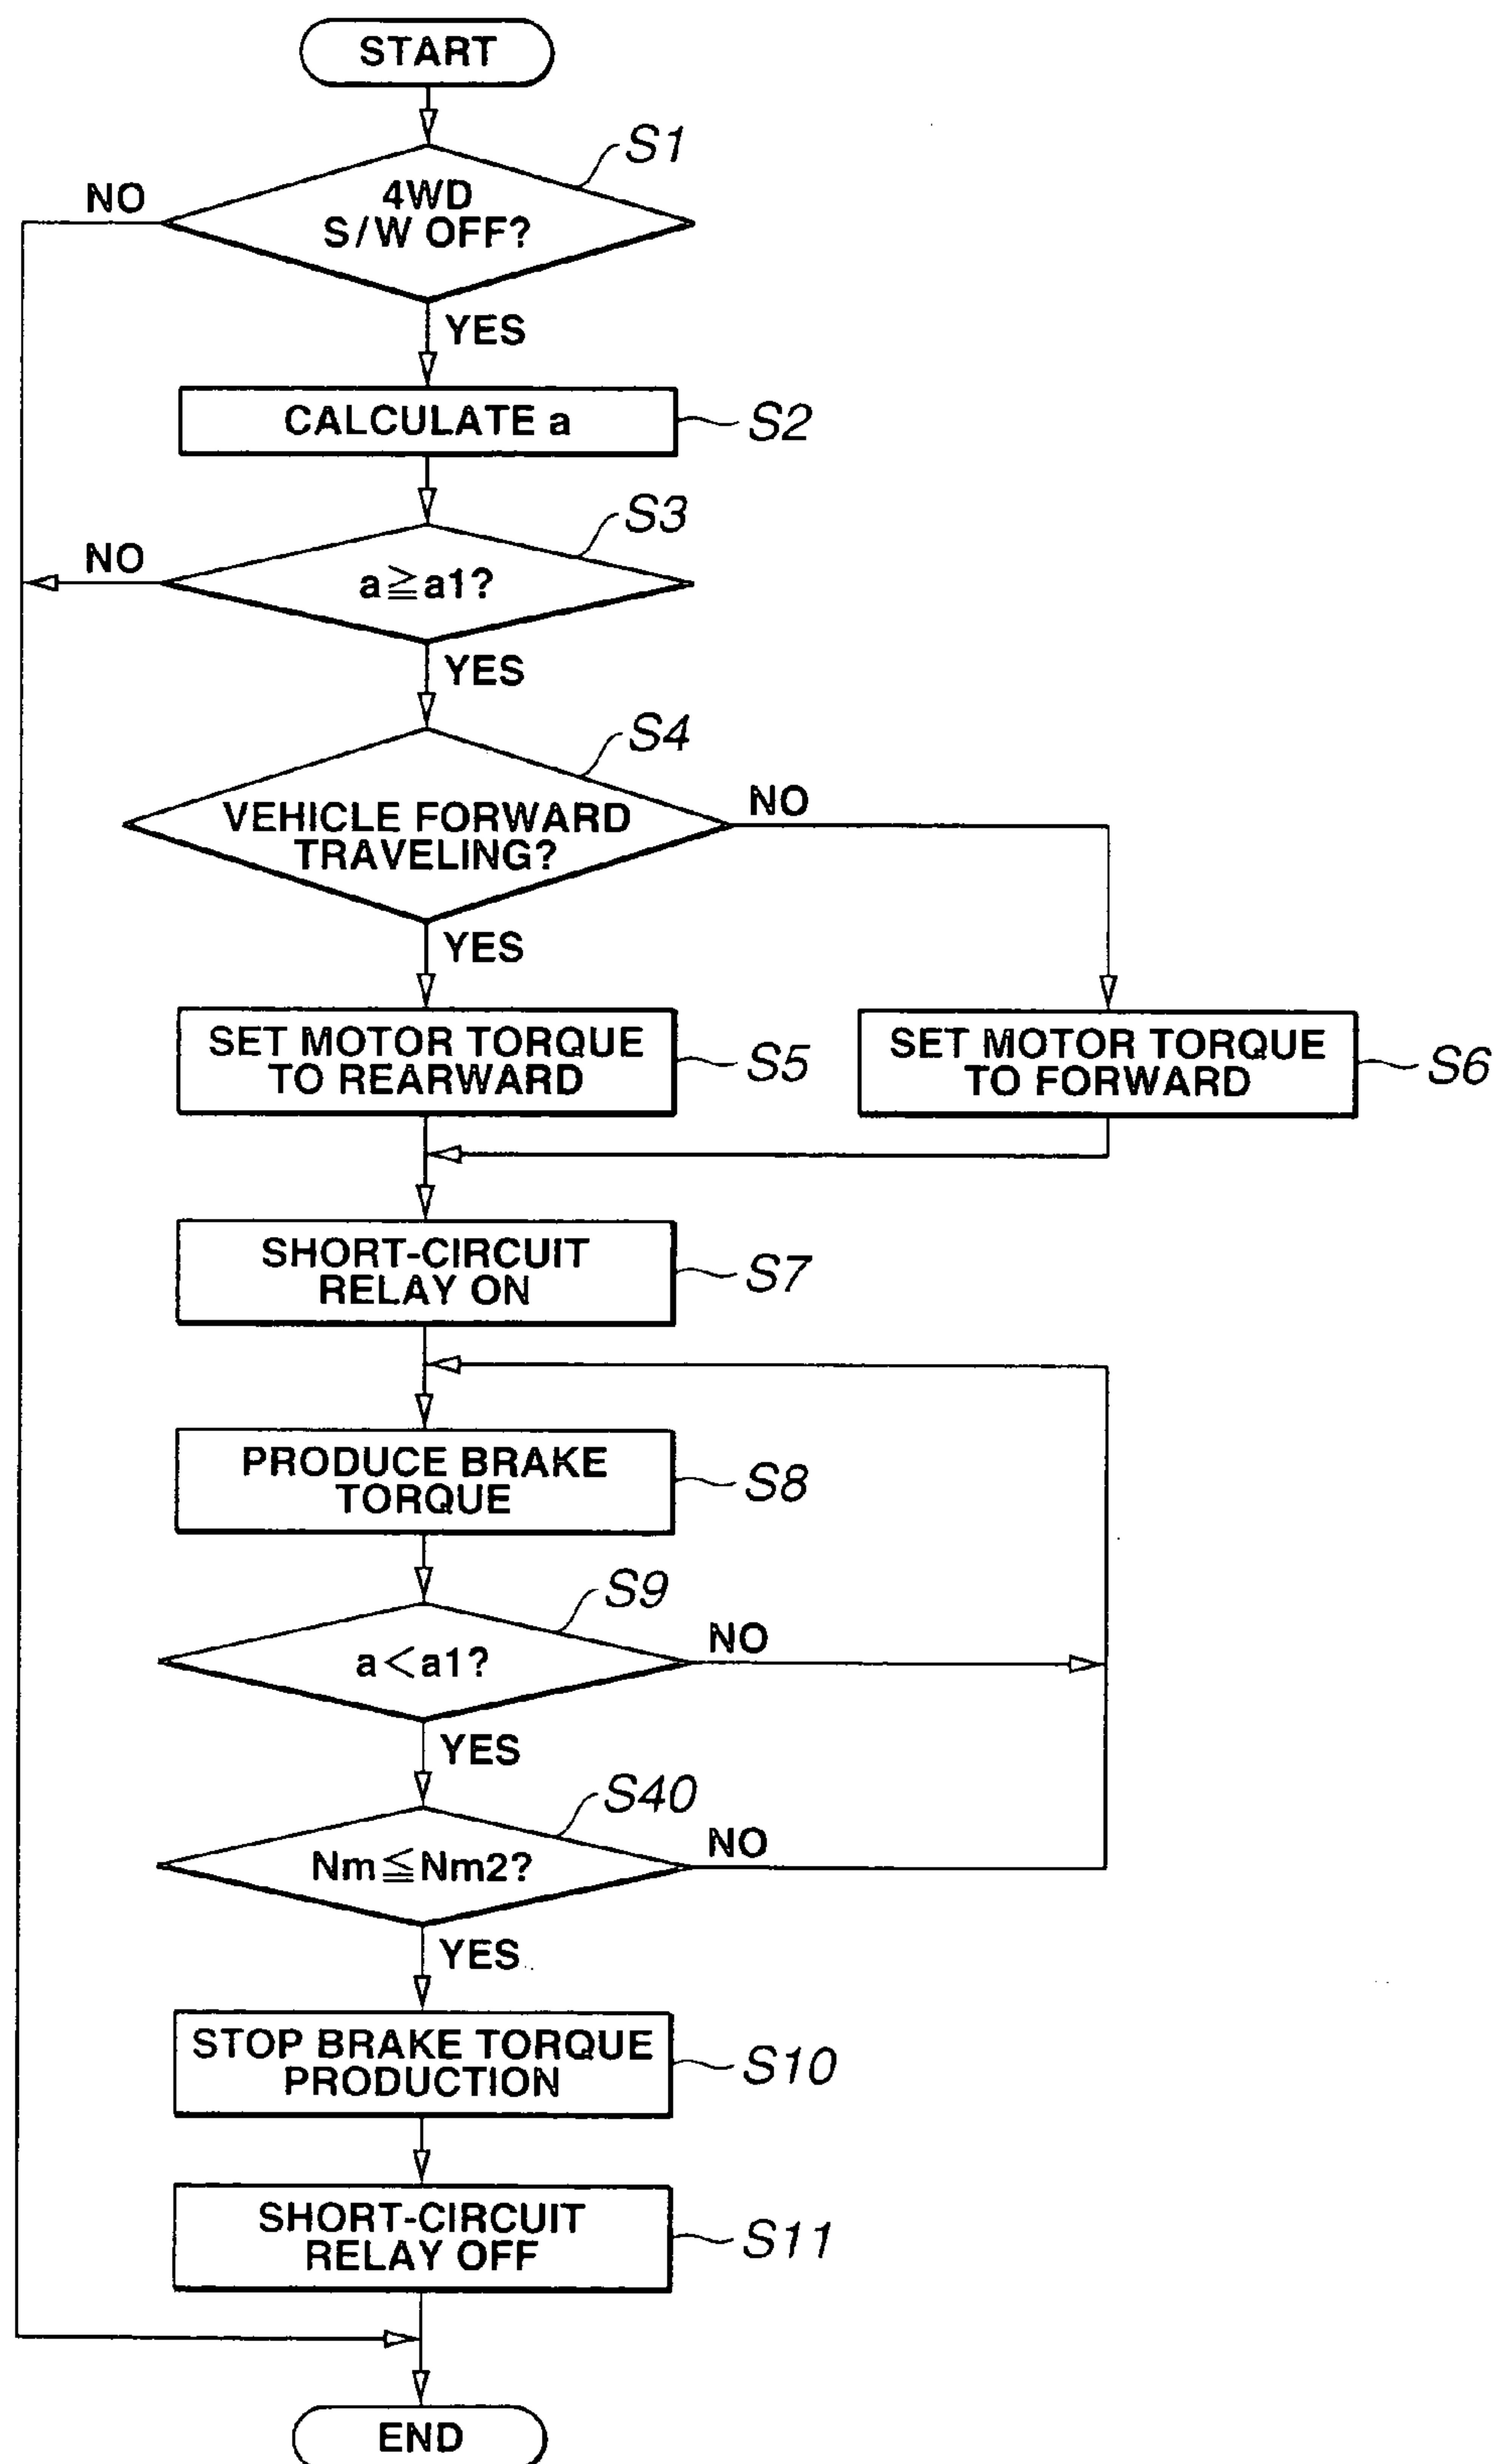 START
S1
NO
4WD
S/W OFF?
YES
CALCULATE a
S2
S3
NO
a≧a1?
YES
S4
VEHICLE FORWARD
TRAVELING?
NO
YES
SET MOTOR TORQUE
TO REARWARD
S5
SET MOTOR TORQUE
TO FORWARD
S6
SHORT-CIRCUIT
RELAY ON
S7
PRODUCE BRAKE
TORQUE
S8
S9
a<a1?
NO
YES
S40
Nm≦Nm2?
NO
YES
STOP BRAKE TORQUE
PRODUCTION
S10
SHORT-CIRCUIT
RELAY OFF
S11
END